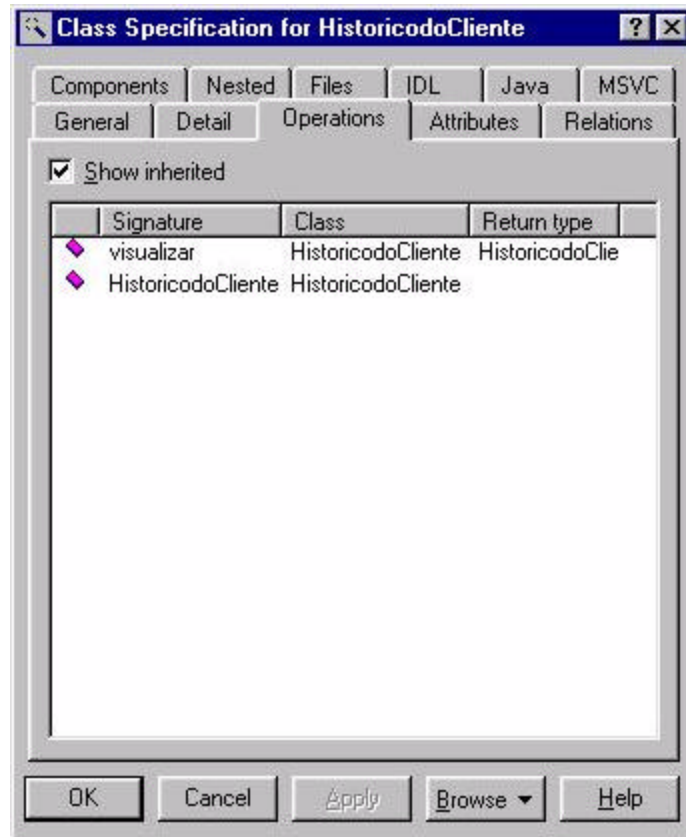 Class Specification for HistoricodoCliente
Components Nested Files IDL Java MSVC
General Detail Operations Attributes Relations
Show inherited
Signature Class Return type
visualizar HistoricodoCliente HistoricodoClie
HistoricodoCliente HistoricodoCliente
OK Cancel Apply Browse Help